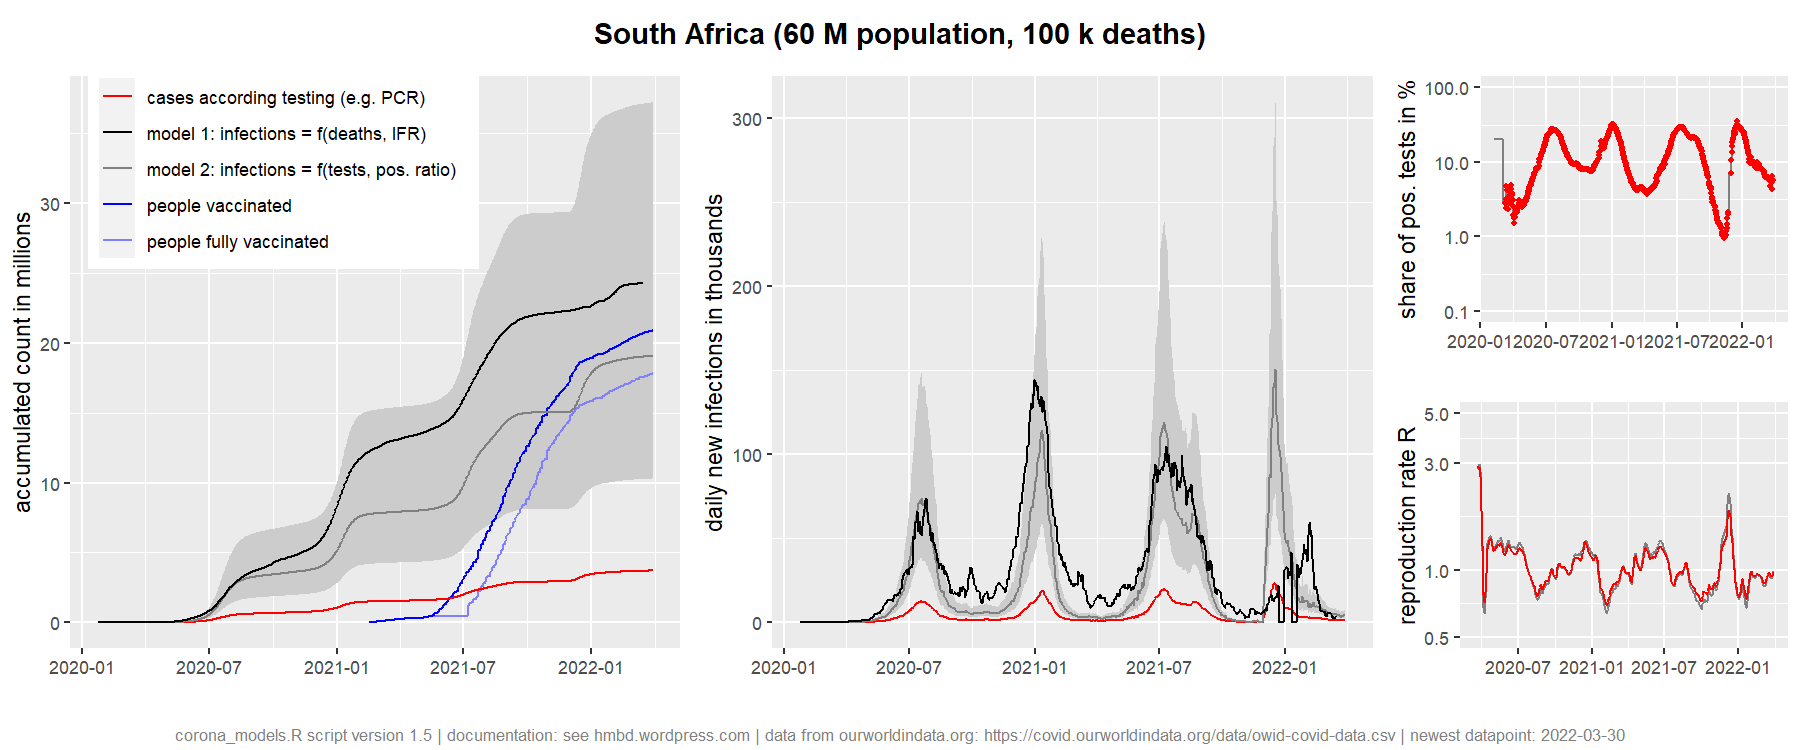 South Africa (60 M population, 100 k deaths)
cases according testing (e.g. PCR)
model 1: infections = f(deaths, IFR)
model 2: infections = f(tests, pos. ratio)
people vaccinated
people fully vaccinated
accumulated count in millions
30
20
10
0
2020-01 2020-07 2021-01 2021-07 2022-01
daily new infections in thousands
300
200
100
0
2020-01 2020-07 2021-01 2021-07 2022-01
share of pos. tests in %
100.0
10.0
1.0
0.1
2020-01 2020-07 2021-01 2021-07 2022-01
reproduction rate R
5.0
3.0
1.0
0.5
2020-07 2021-01 2021-07 2022-01
corona_models.R script version 1.5 | documentation: see hmbd.wordpress.com | data from ourworldindata.org: https://covid.ourworldindata.org/data/owid-covid-data.csv | newest datapoint: 2022-03-30